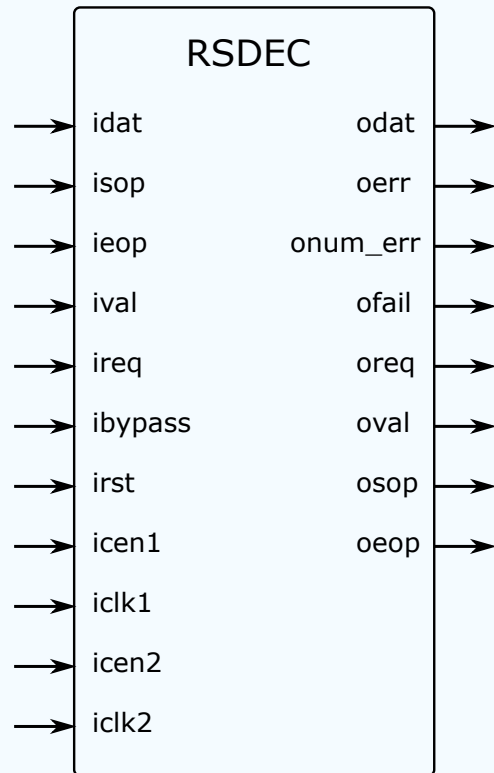 RSDEC
idat odat
isop oerr
ieop onum_err
ival ofail
ireq oreq
ibypass oval
irst osop
icen1 oeop
iclk1
icen2
iclk2